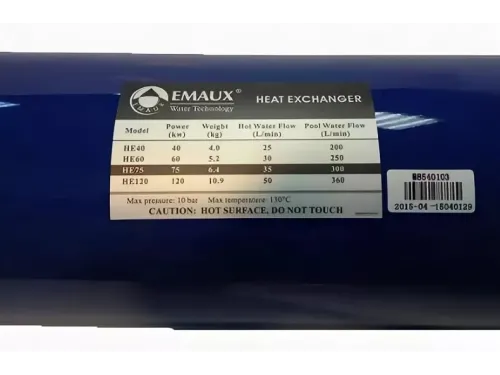 EMAUX®
Water Technology
HEAT EXCHANGER
Model Power (kw) Weight (kg) Hot Water Flow (L/min) Pool Water Flow (L/min)
HE40 40 4.0 25 200
HE60 60 5.2 30 250
HE75 75 6.4 35 300
HE120 120 10.9 50 360
Max pressure: 10 bar Max temperature: 130°C
CAUTION: HOT SURFACE, DO NOT TOUCH
88540103
2015-04 -15040129